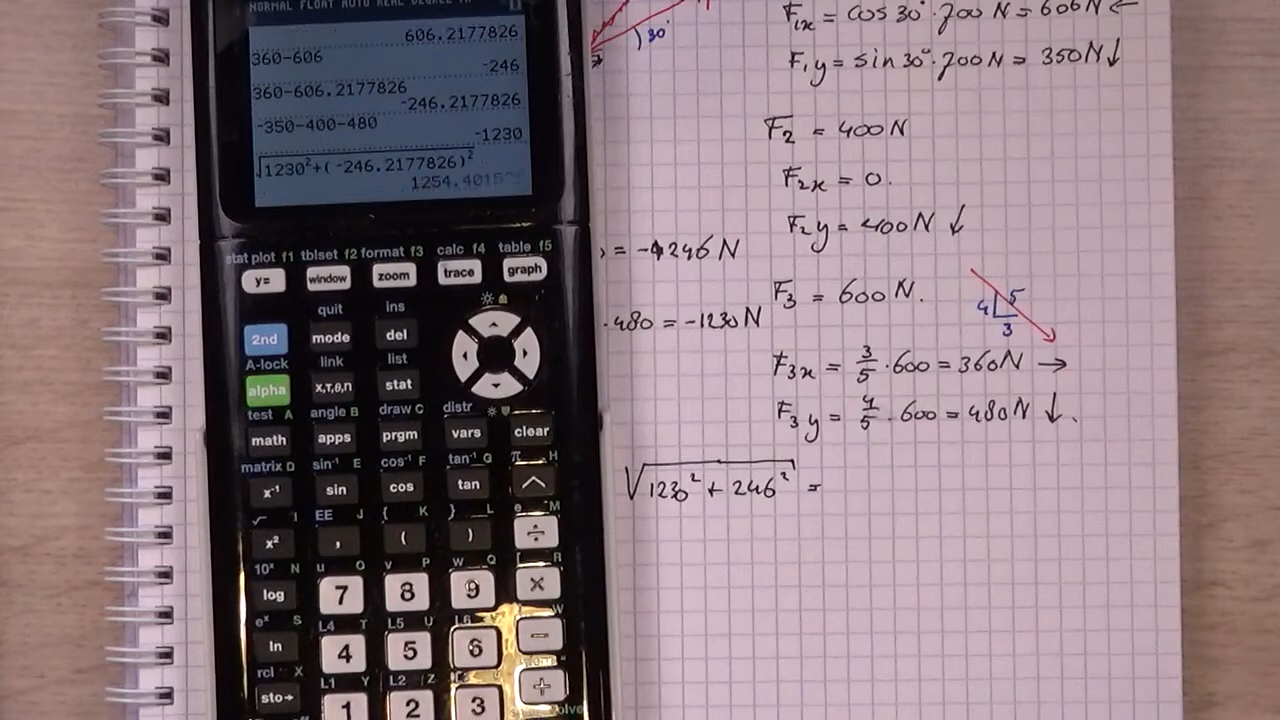 NORMAL FLOAT AUTO REAL DEGREE
606.2177826
360-606
-246
360-606.2177826
-246.2177826
-350-400-480
-1230
√1230²+(-246.2177826)²
1254.4015
30°
F1x = cos 30°·700 N = 606 N ←
F1y = sin 30°·700 N = 350 N ↓
F2 = 400 N
F2x = 0.
F2y = 400 N ↓
= -246 N
F3 = 600 N.
4 5
3
·480 = -1230 N
F3x = 3/5 · 600 = 360 N →
F3y = 4/5 · 600 = 480 N ↓.
√1230² + 246² =
stat plot f1 tblset f2 format f3 calc f4 table f5
y= window zoom trace graph
quit ins
2nd mode del
A-lock link list
alpha X,T,θ,n stat
test A angle B draw C distr
math apps prgm vars clear
matrix D sin⁻¹ E cos⁻¹ F tan⁻¹ G π H
x⁻¹ sin cos tan ^
√ I EE J { K } L e M
x² , ( ) ÷
10ˣ N u O v P w Q [ R
log 7 8 9 ×
eˣ S L4 T L5 U L6 V W
ln 4 5 6 −
rcl X L1 Y L2 Z
sto→ 1 2 3 +